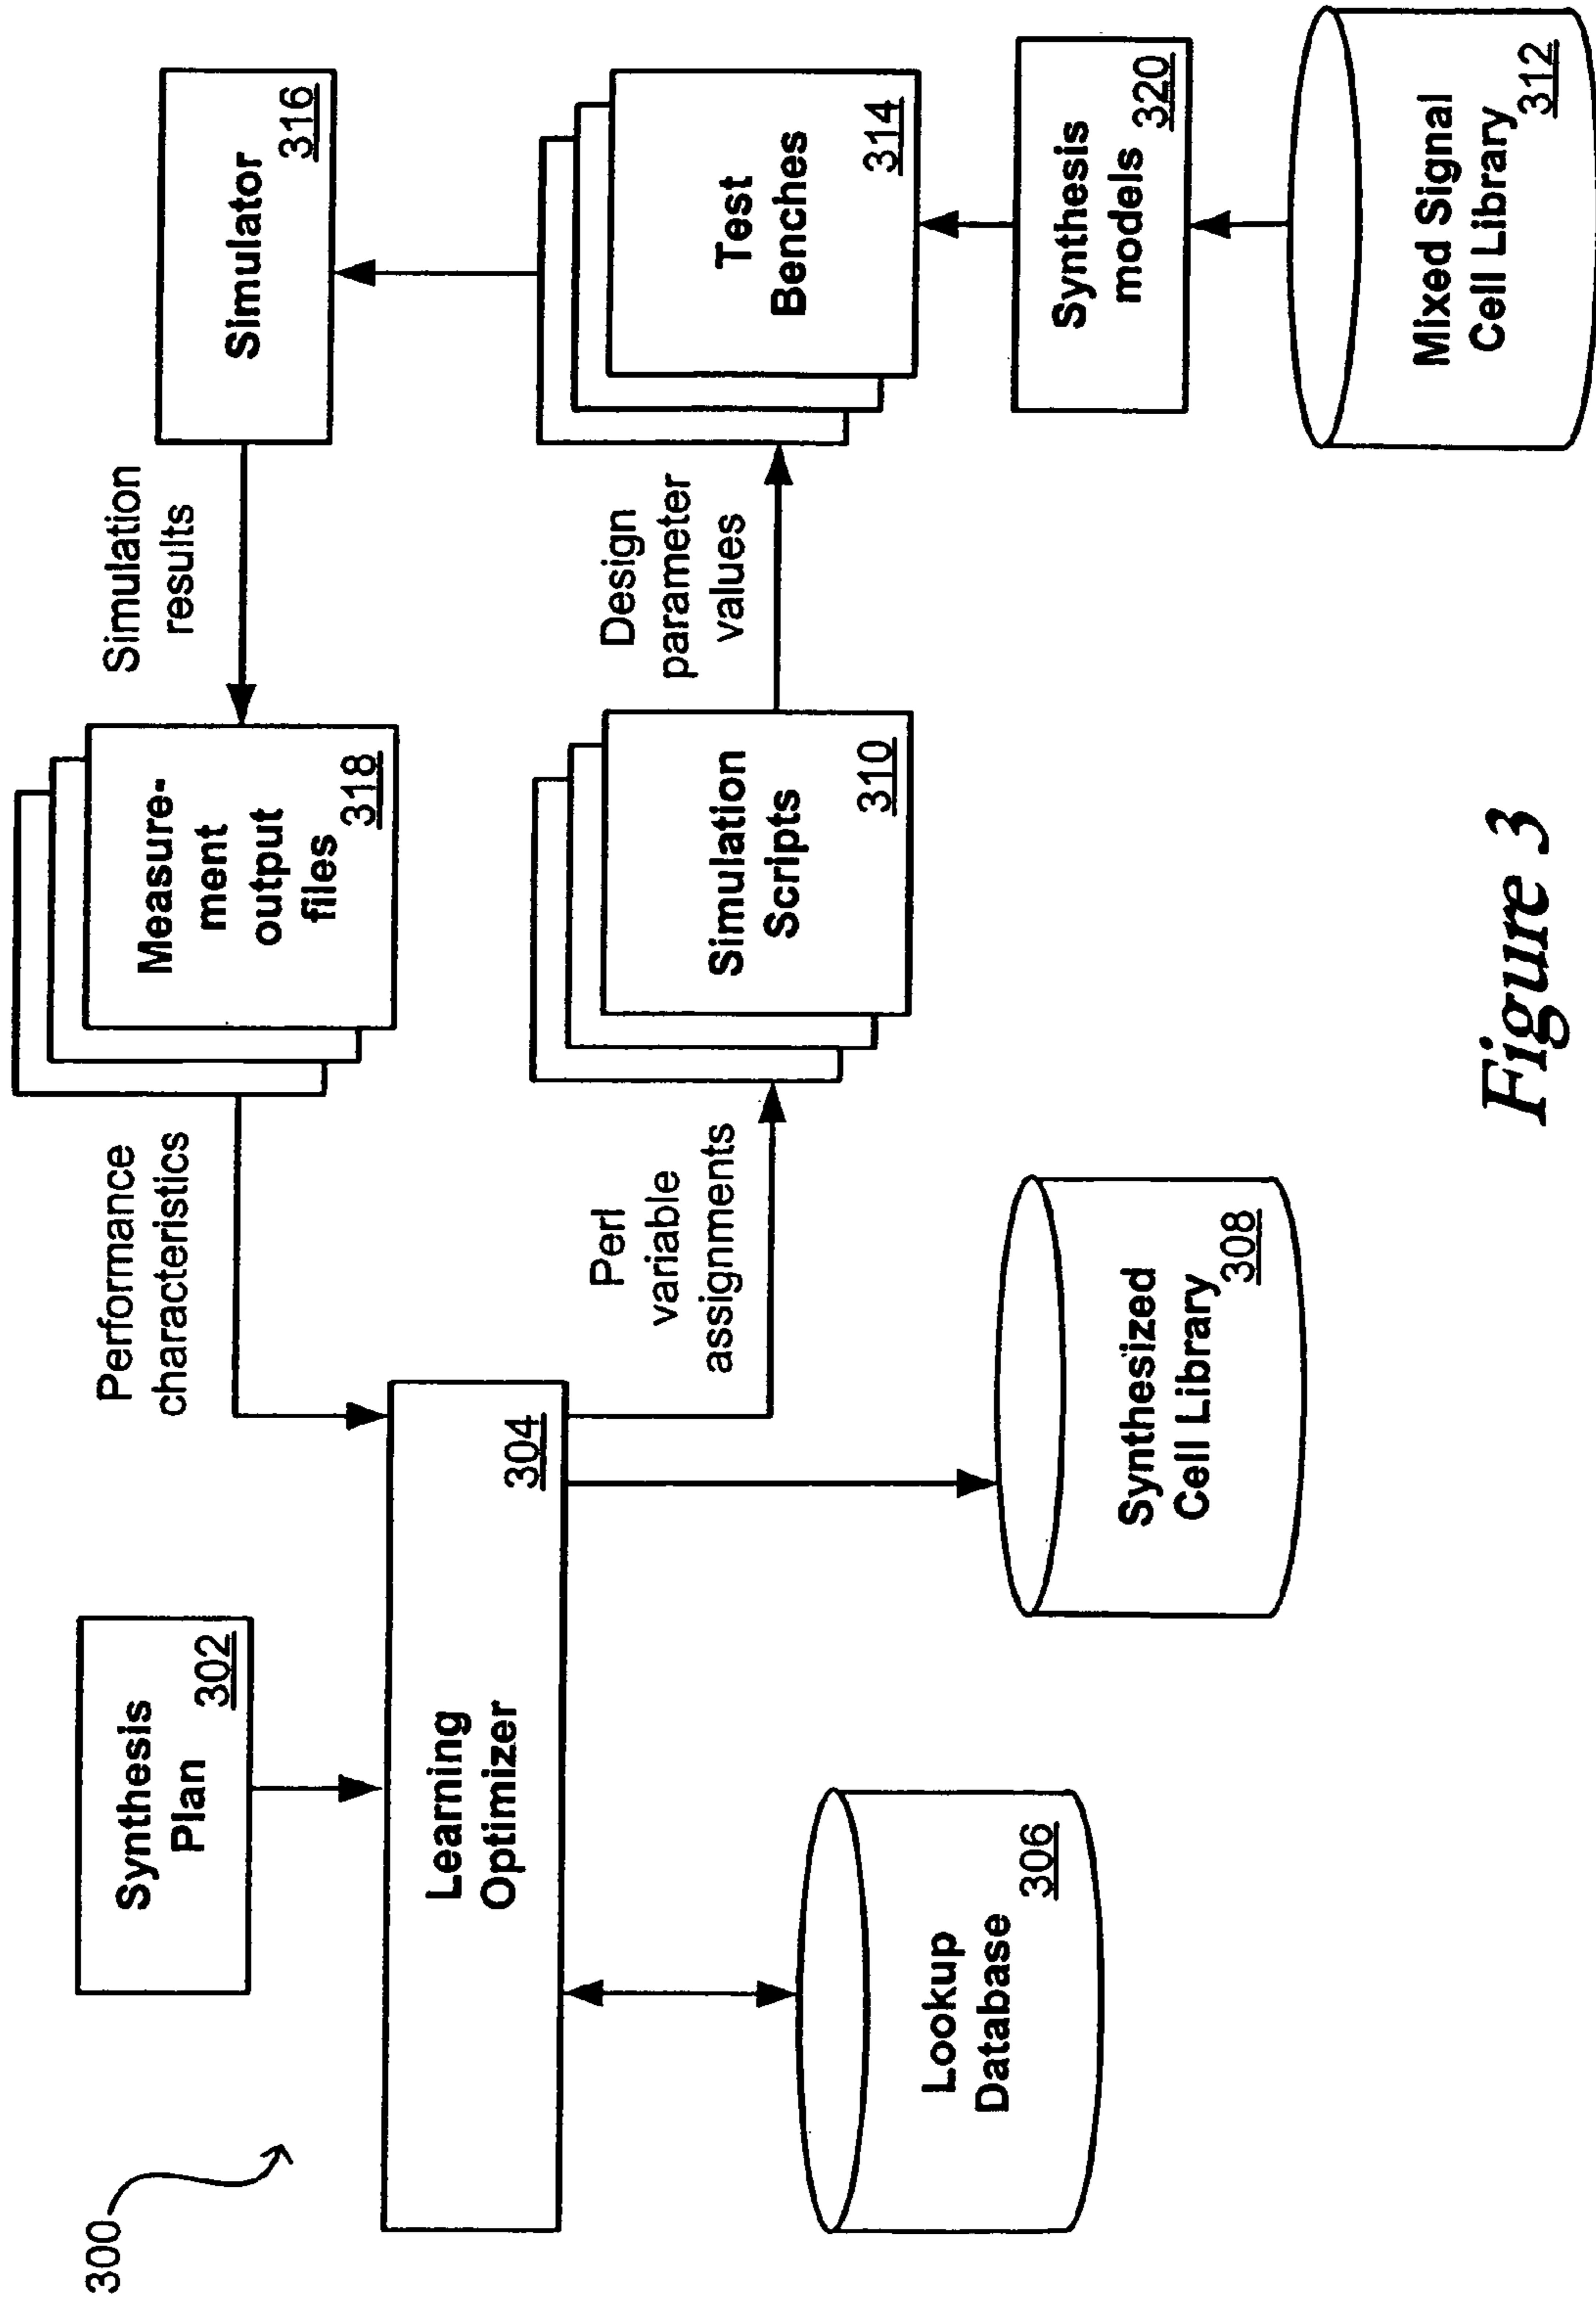 300
Synthesis
Plan
302
Learning
Optimizer
304
Lookup
Database
306
Synthesized
Cell Library
308
Performance
characteristics
Perl
variable
assignments
Measure-
ment
output
files
318
Simulation
Scripts
310
Simulation
results
Design
parameter
values
Simulator
316
Test
Benches
314
Synthesis
models
320
Mixed Signal
Cell Library
312
Figure 3